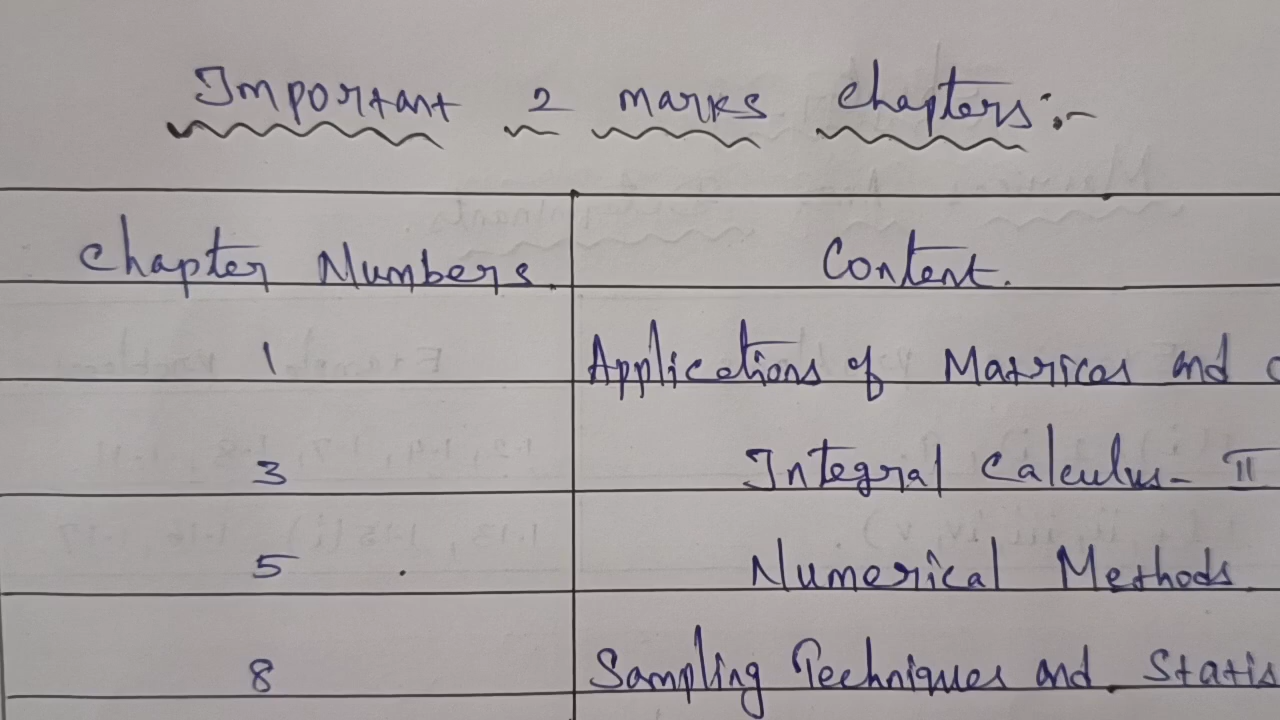 Important 2 marks chapters:-
Chapter Numbers. Content.
1 Applications of Matrices and
3 Integral Calculus - II
5 Numerical Methods
8 Sampling Techniques and Statis